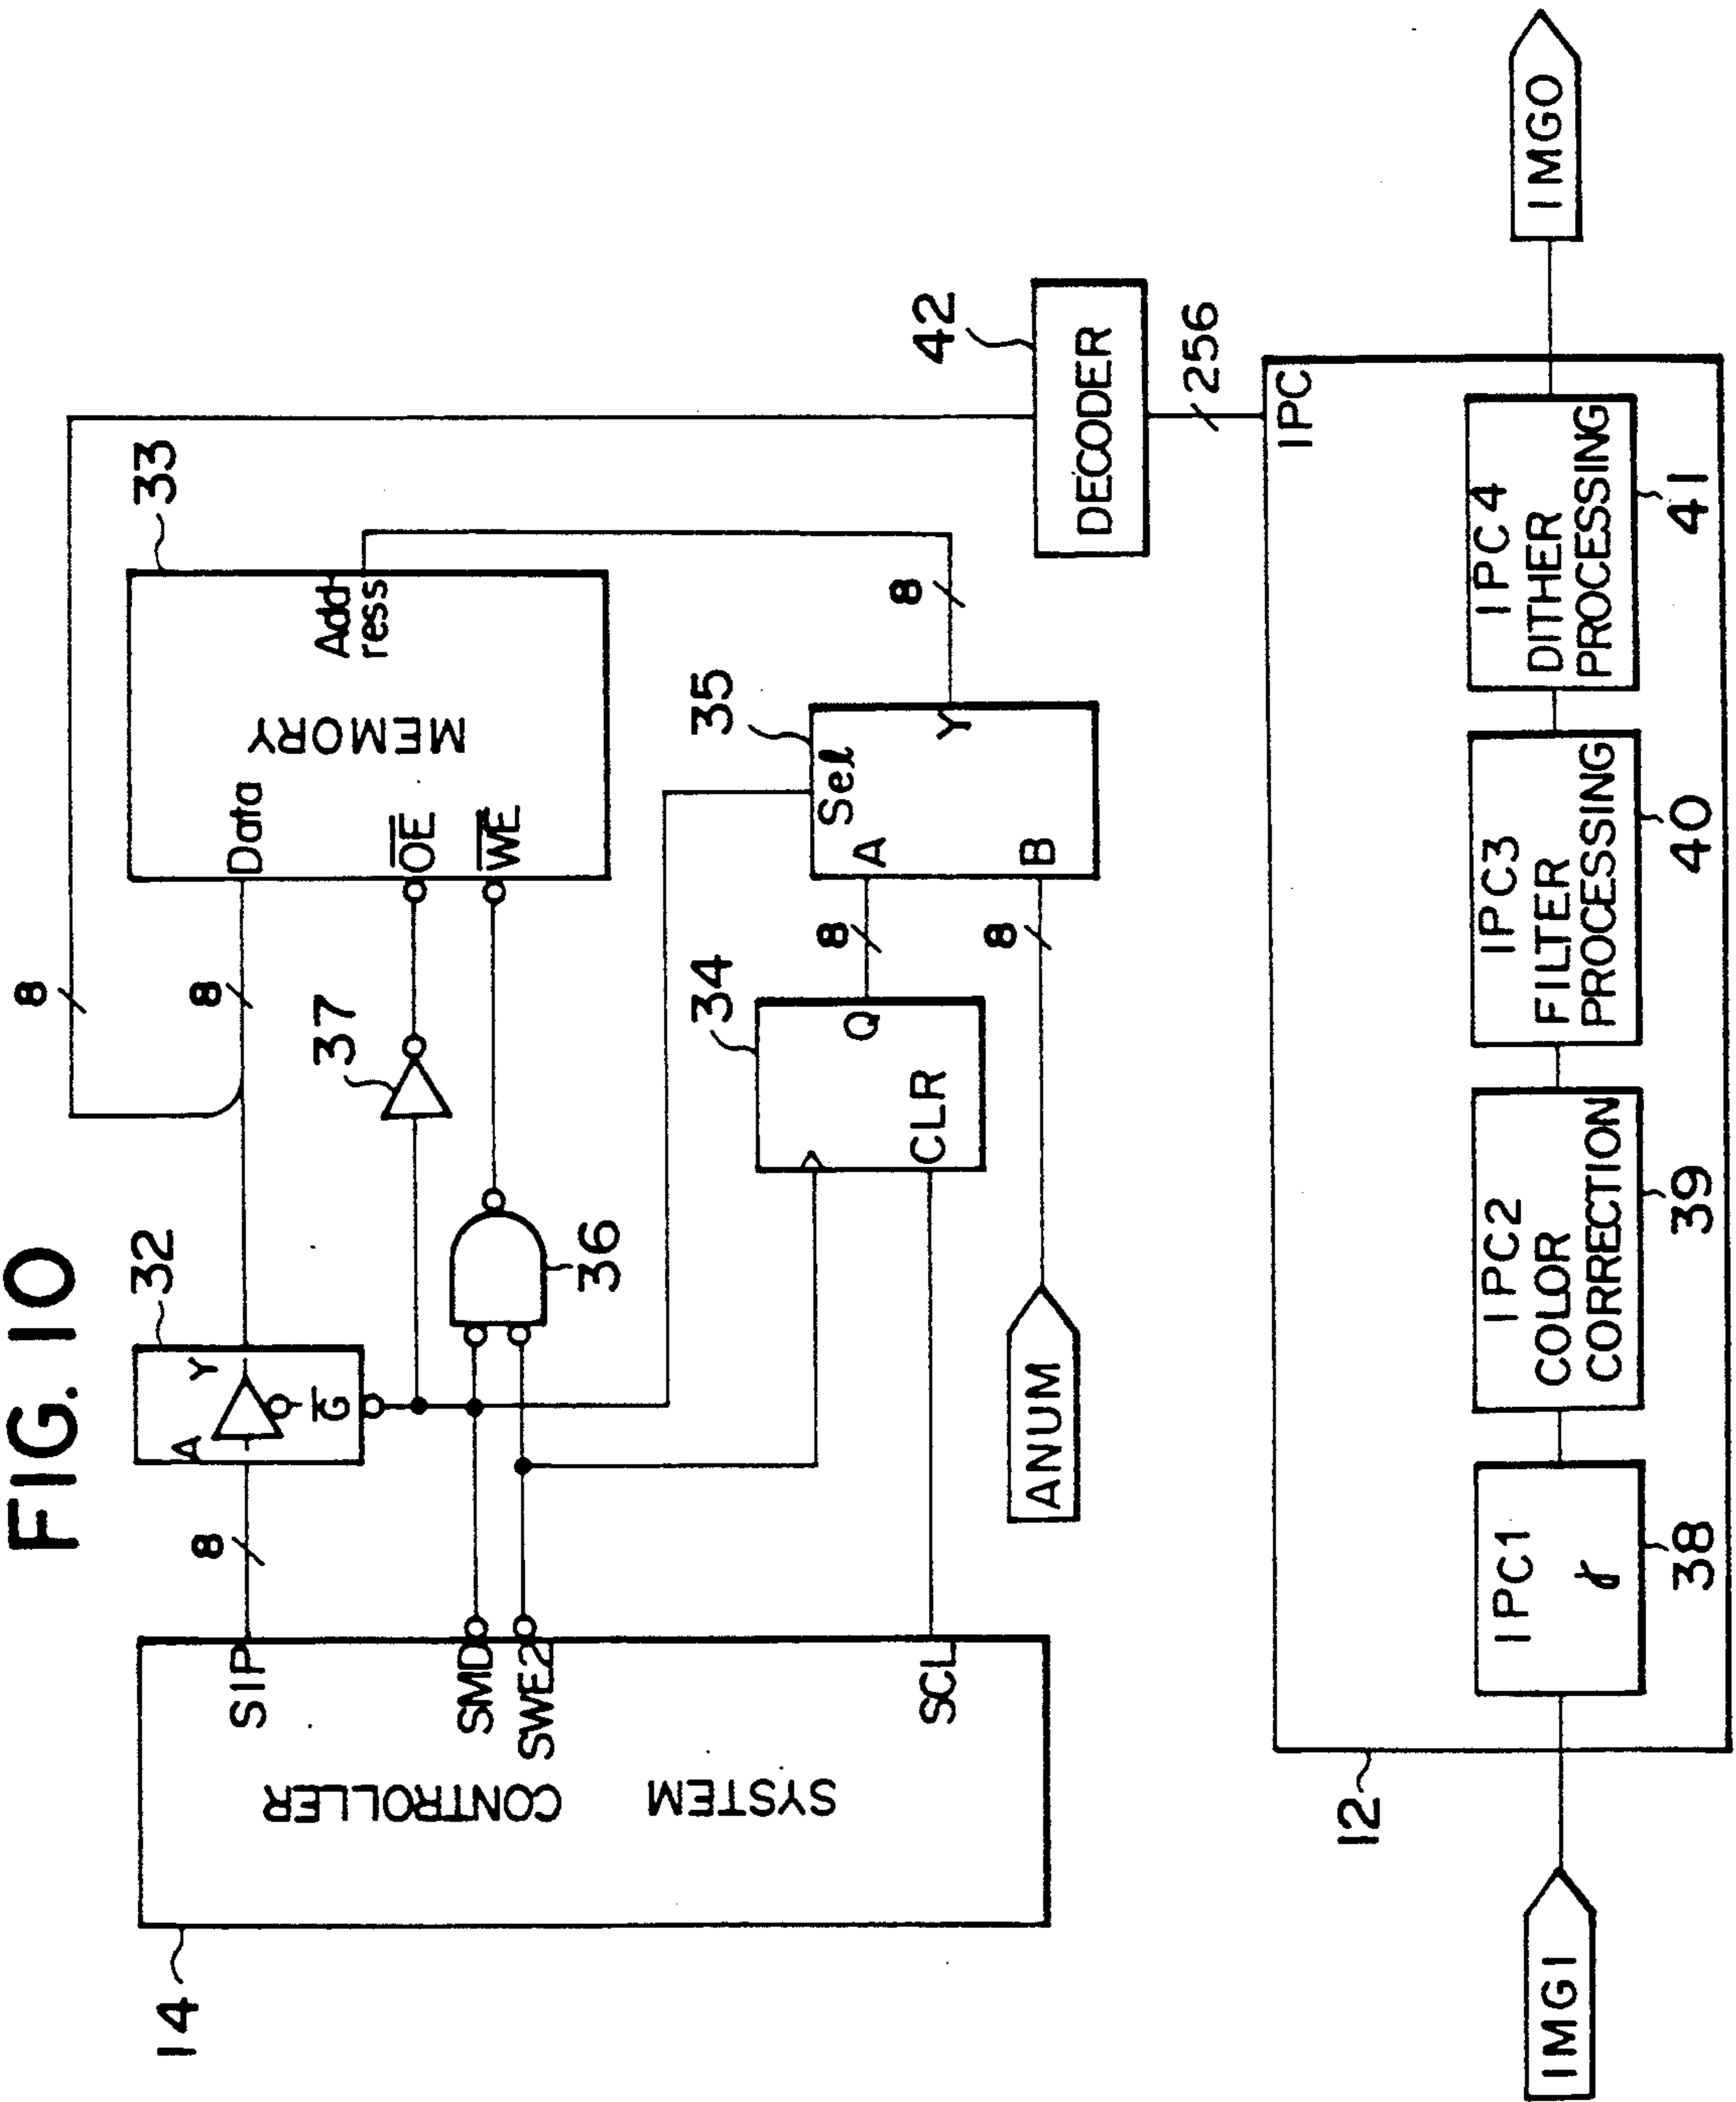 FIG. 10
14
SYSTEM
CONTROLLER
SIP
SMD
SWE2
SCL
8
32
A
Y
G
8
8
37
36
33
MEMORY
Data
OE
WE
Add
ress
34
Q
CLR
8
8
35
Sel
A
B
Y
8
ANUM
42
DECODER
256
12
IPC
IMGI
IPC1
γ
38
IPC2
COLOR
CORRECTION
39
IPC3
FILTER
PROCESSING
40
IPC4
DITHER
PROCESSING
41
IMGO